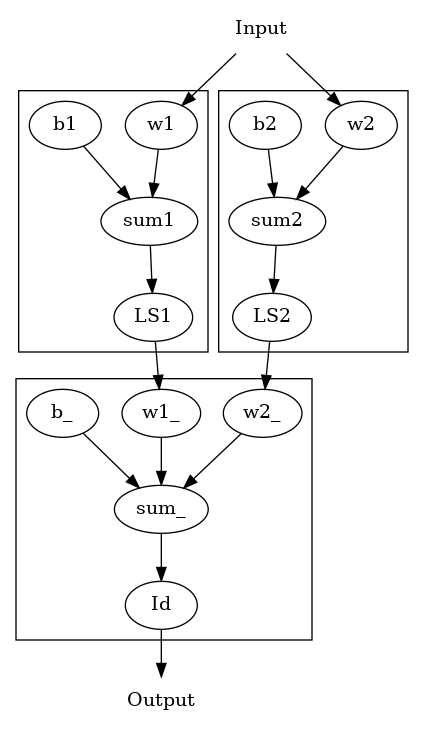 Input
b1 w1 b2 w2
sum1 sum2
LS1 LS2
b_ w1_ w2_
sum_
Id
Output